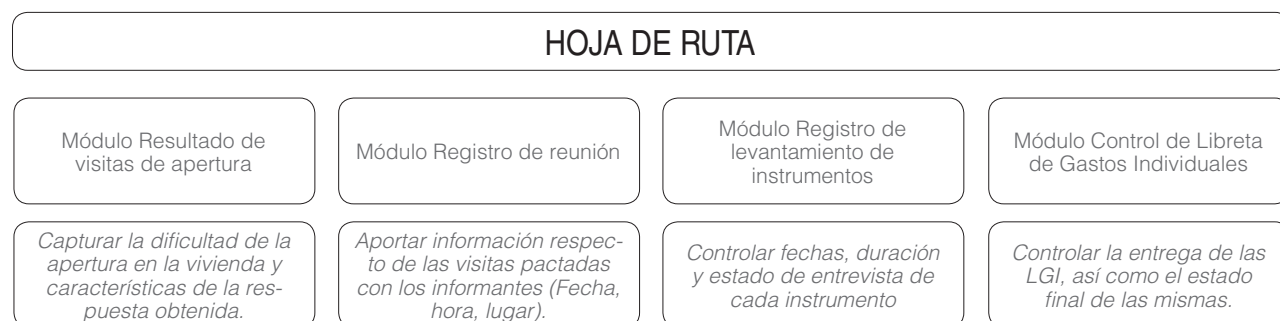 HOJA DE RUTA
Módulo Resultado de
visitas de apertura
Módulo Registro de reunión
Módulo Registro de
levantamiento de
instrumentos
Módulo Control de Libreta
de Gastos Individuales
Capturar la dificultad de la
apertura en la vivienda y
características de la res-
puesta obtenida.
Aportar información respec-
to de las visitas pactadas
con los informantes (Fecha,
hora, lugar).
Controlar fechas, duración
y estado de entrevista de
cada instrumento
Controlar la entrega de las
LGI, así como el estado
final de las mismas.